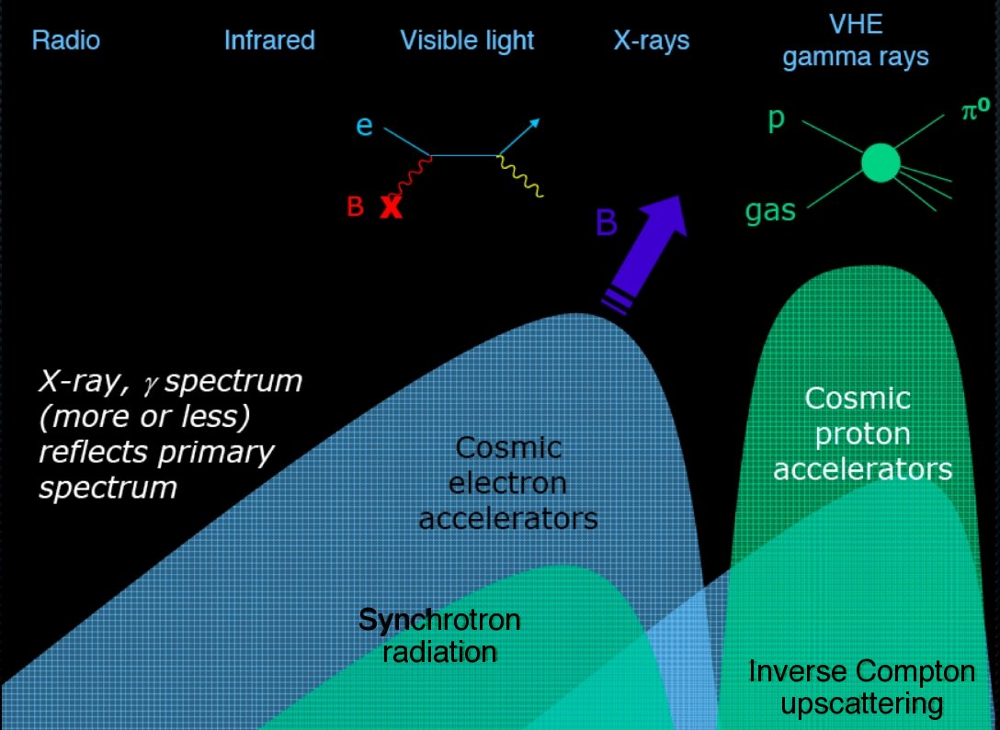 Radio
Infrared
Visible light
X-rays
VHE
gamma rays
e
B X
B
p
gas
π⁰
X-ray, γ spectrum
(more or less)
reflects primary
spectrum
Cosmic
electron
accelerators
Cosmic
proton
accelerators
Synchrotron
radiation
Inverse Compton
upscattering